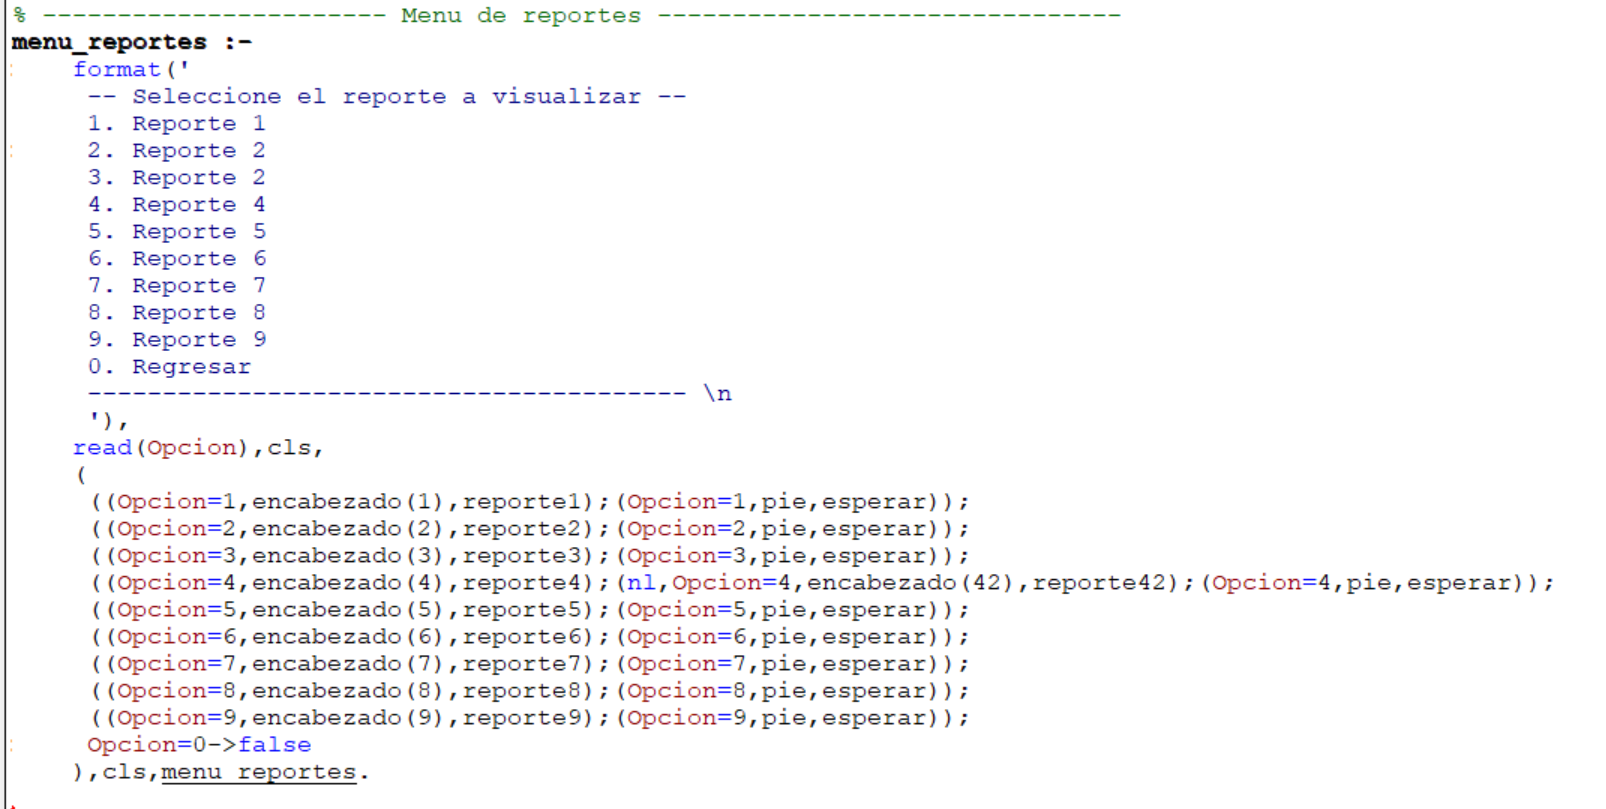 % ----------------------- Menu de reportes -------------------------------
menu_reportes :-
    format('
     -- Seleccione el reporte a visualizar --
     1. Reporte 1
     2. Reporte 2
     3. Reporte 2
     4. Reporte 4
     5. Reporte 5
     6. Reporte 6
     7. Reporte 7
     8. Reporte 8
     9. Reporte 9
     0. Regresar
     ---------------------------------------- \n
     '),
    read(Opcion),cls,
    (
     ((Opcion=1,encabezado(1),reporte1);(Opcion=1,pie,esperar));
     ((Opcion=2,encabezado(2),reporte2);(Opcion=2,pie,esperar));
     ((Opcion=3,encabezado(3),reporte3);(Opcion=3,pie,esperar));
     ((Opcion=4,encabezado(4),reporte4);(nl,Opcion=4,encabezado(42),reporte42);(Opcion=4,pie,esperar));
     ((Opcion=5,encabezado(5),reporte5);(Opcion=5,pie,esperar));
     ((Opcion=6,encabezado(6),reporte6);(Opcion=6,pie,esperar));
     ((Opcion=7,encabezado(7),reporte7);(Opcion=7,pie,esperar));
     ((Opcion=8,encabezado(8),reporte8);(Opcion=8,pie,esperar));
     ((Opcion=9,encabezado(9),reporte9);(Opcion=9,pie,esperar));
     Opcion=0->false
    ),cls,menu_reportes.